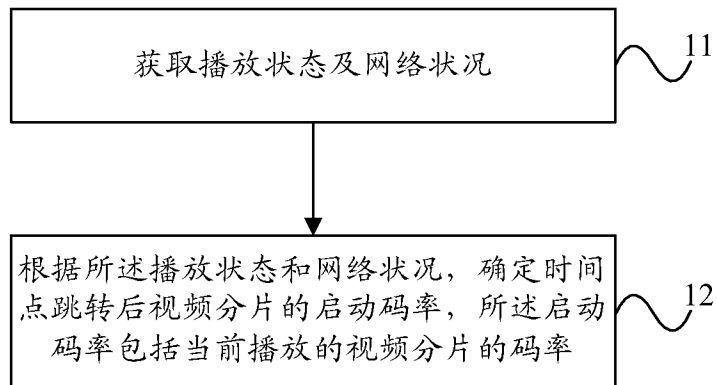 获取播放状态及网络状况
11
根据所述播放状态和网络状况，确定时间
点跳转后视频分片的启动码率，所述启动
码率包括当前播放的视频分片的码率
12